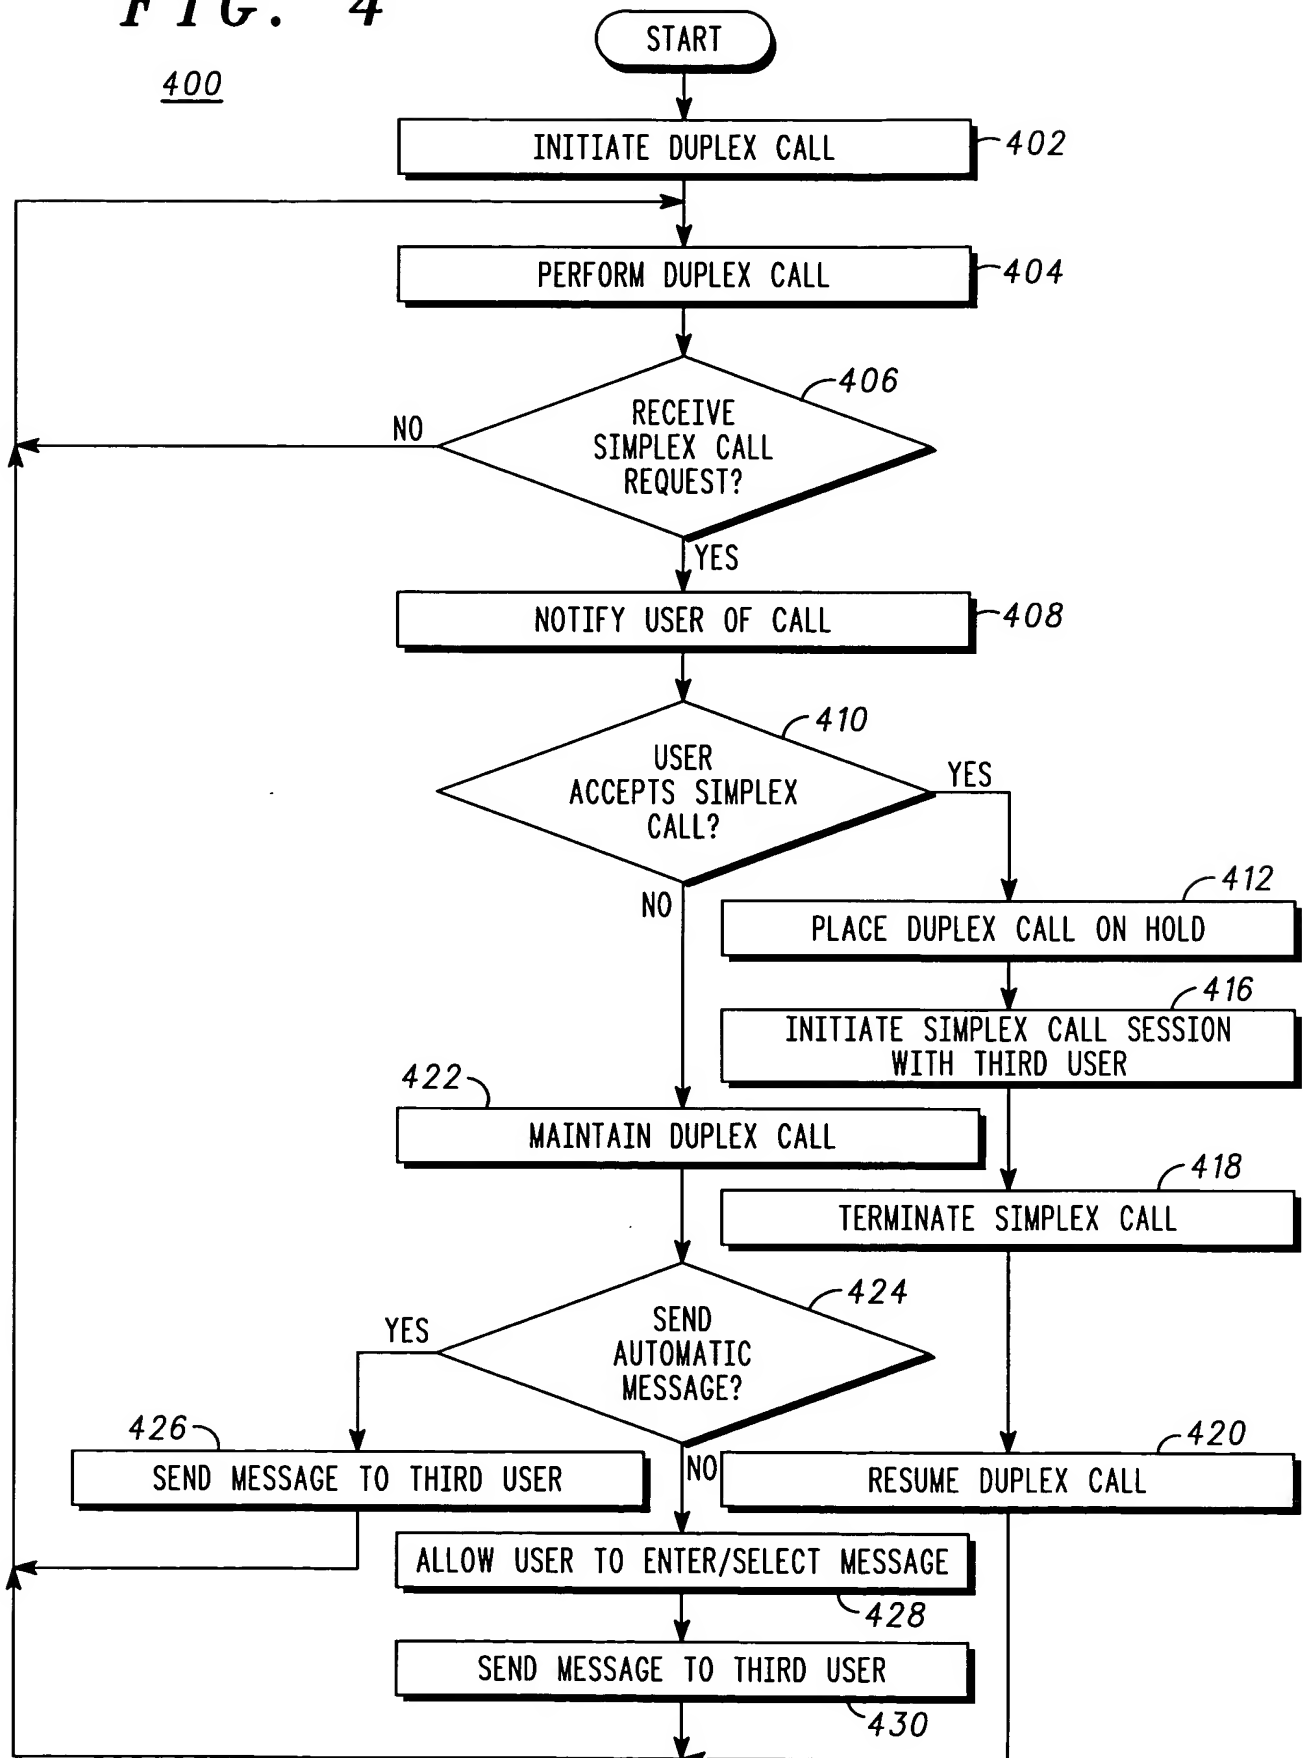 FIG. 4
400
START
INITIATE DUPLEX CALL
402
PERFORM DUPLEX CALL
404
406
RECEIVE
SIMPLEX CALL
REQUEST?
NO
YES
NOTIFY USER OF CALL
408
410
USER
ACCEPTS SIMPLEX
CALL?
YES
NO
412
PLACE DUPLEX CALL ON HOLD
416
INITIATE SIMPLEX CALL SESSION
WITH THIRD USER
422
MAINTAIN DUPLEX CALL
418
TERMINATE SIMPLEX CALL
424
SEND
AUTOMATIC
MESSAGE?
YES
NO
426
SEND MESSAGE TO THIRD USER
420
RESUME DUPLEX CALL
ALLOW USER TO ENTER/SELECT MESSAGE
428
SEND MESSAGE TO THIRD USER
430